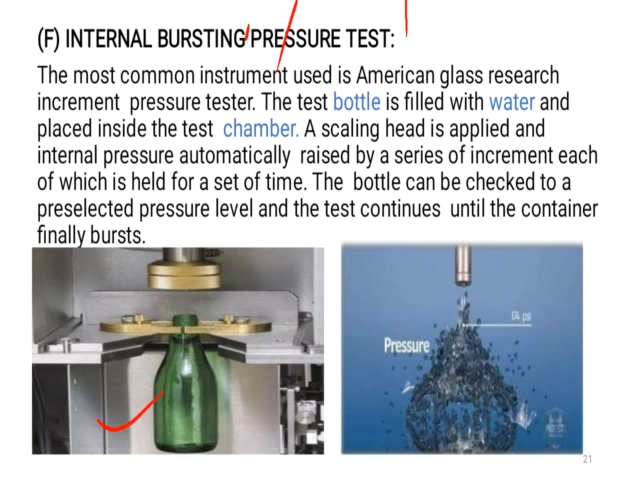 (F) INTERNAL BURSTING PRESSURE TEST:
The most common instrument used is American glass research
increment pressure tester. The test bottle is filled with water and
placed inside the test chamber. A scaling head is applied and
internal pressure automatically raised by a series of increment each
of which is held for a set of time. The bottle can be checked to a
preselected pressure level and the test continues until the container
finally bursts.
psi
Pressure
21